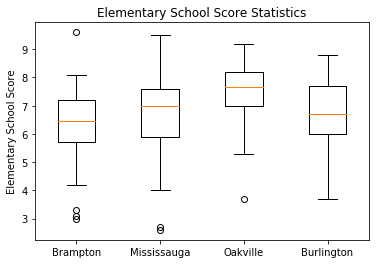 Elementary School Score Statistics
Elementary School Score
9
8
7
6
5
4
3
Brampton Mississauga Oakville Burlington